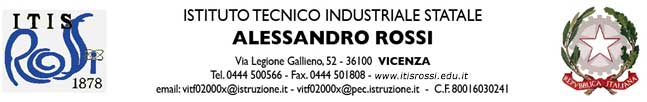 ITIS
Rossi
1878
ISTITUTO TECNICO INDUSTRIALE STATALE
ALESSANDRO ROSSI
Via Legione Gallieno, 52 - 36100 VICENZA
Tel. 0444 500566 - Fax. 0444 501808 - www.itisrossi.edu.it
email: vitf02000x@istruzione.it - vitf02000x@pec.istruzione.it - C.F. 80016030241
REPVBBLICA ITALIANA